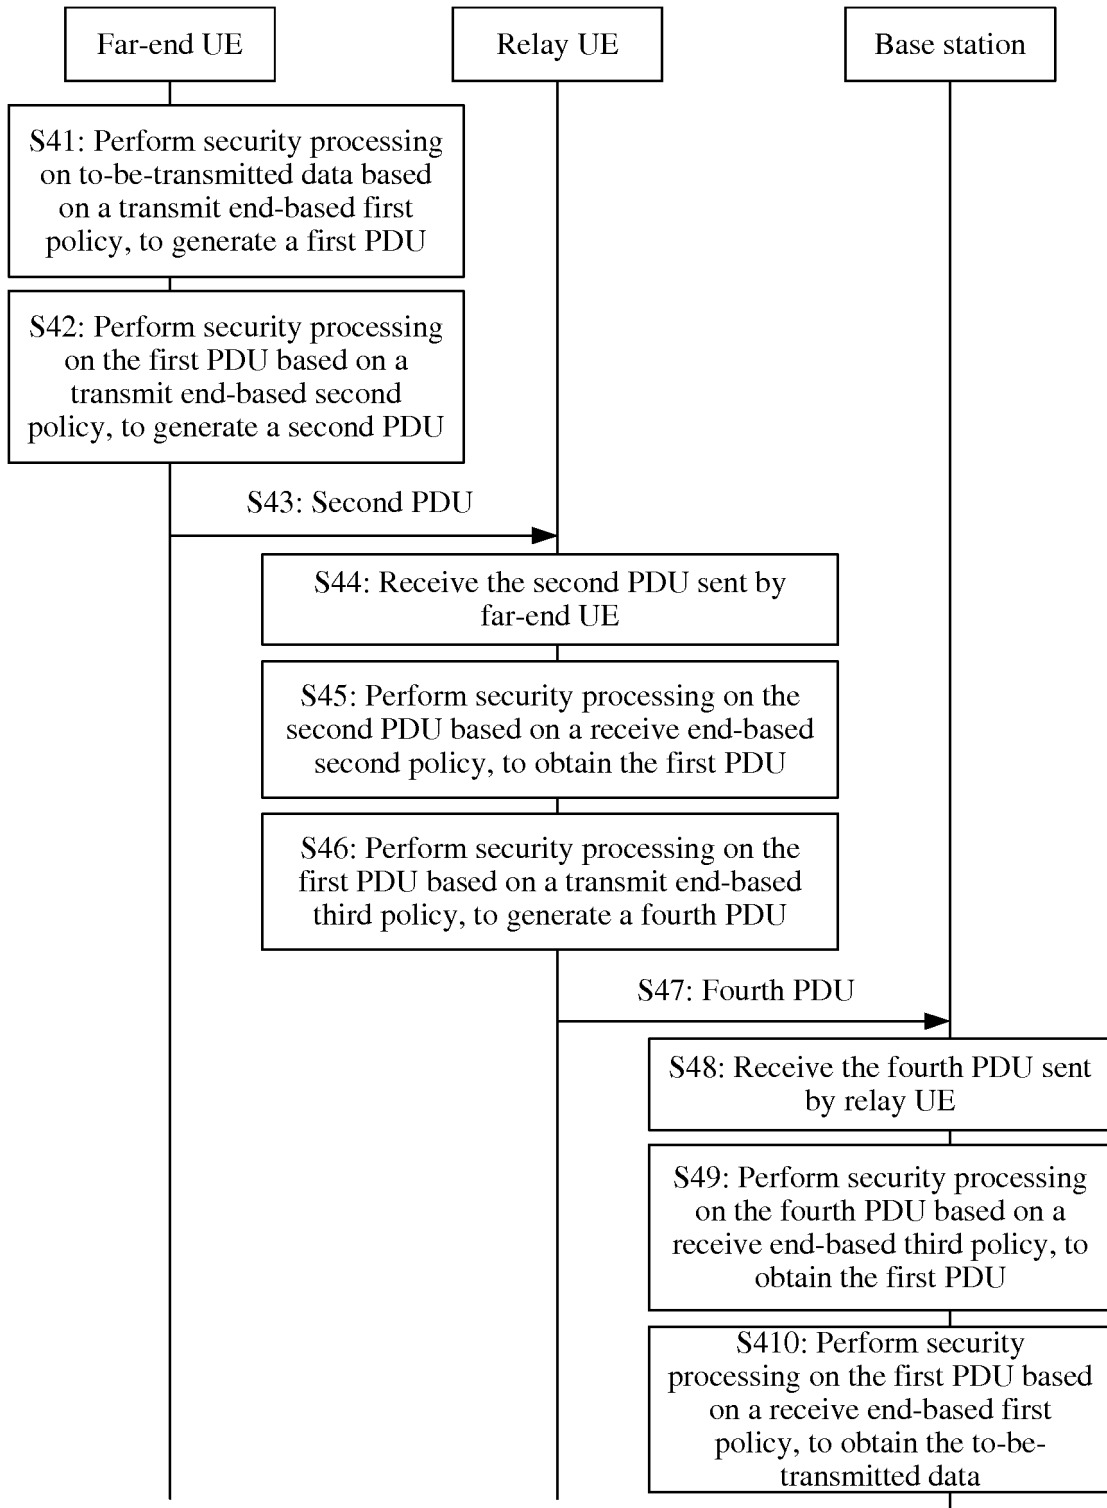 Far-end UE
Relay UE
Base station
S41: Perform security processing
on to-be-transmitted data based
on a transmit end-based first
policy, to generate a first PDU
S42: Perform security processing
on the first PDU based on a
transmit end-based second
policy, to generate a second PDU
S43: Second PDU
S44: Receive the second PDU sent by
far-end UE
S45: Perform security processing on the
second PDU based on a receive end-based
second policy, to obtain the first PDU
S46: Perform security processing on the
first PDU based on a transmit end-based
third policy, to generate a fourth PDU
S47: Fourth PDU
S48: Receive the fourth PDU sent
by relay UE
S49: Perform security processing
on the fourth PDU based on a
receive end-based third policy, to
obtain the first PDU
S410: Perform security
processing on the first PDU based
on a receive end-based first
policy, to obtain the to-be-
transmitted data